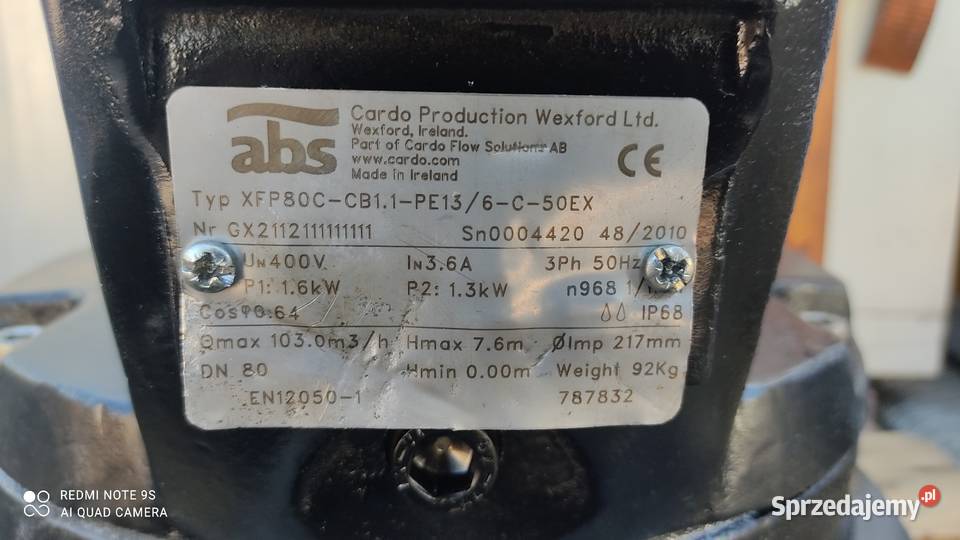 abs
Cardo Production Wexford Ltd.
Wexford, Ireland.
Part of Cardo Flow Solutions AB
www.cardo.com
Made in Ireland
CE
Typ XFP80C-CB1.1-PE13/6-C-50EX
Nr GX2112111111111 Sn0004420 48/2010
UN400V IN3.6A 3Ph 50Hz
P1: 1.6kW P2: 1.3kW n968
Cosφ0.64 IP68
Qmax 103.0m3/h Hmax 7.6m ØImp 217mm
DN 80 Hmin 0.00m Weight 92Kg
EN12050-1 787832
REDMI NOTE 9S
AI QUAD CAMERA
Sprzedajemy.pl